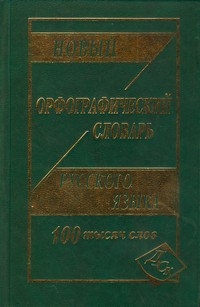 НОВЫЙ
ОРФОГРАФИЧЕСКИЙ
СЛОВАРЬ
РУССКОГО
ЯЗЫКА
100 тысяч слов